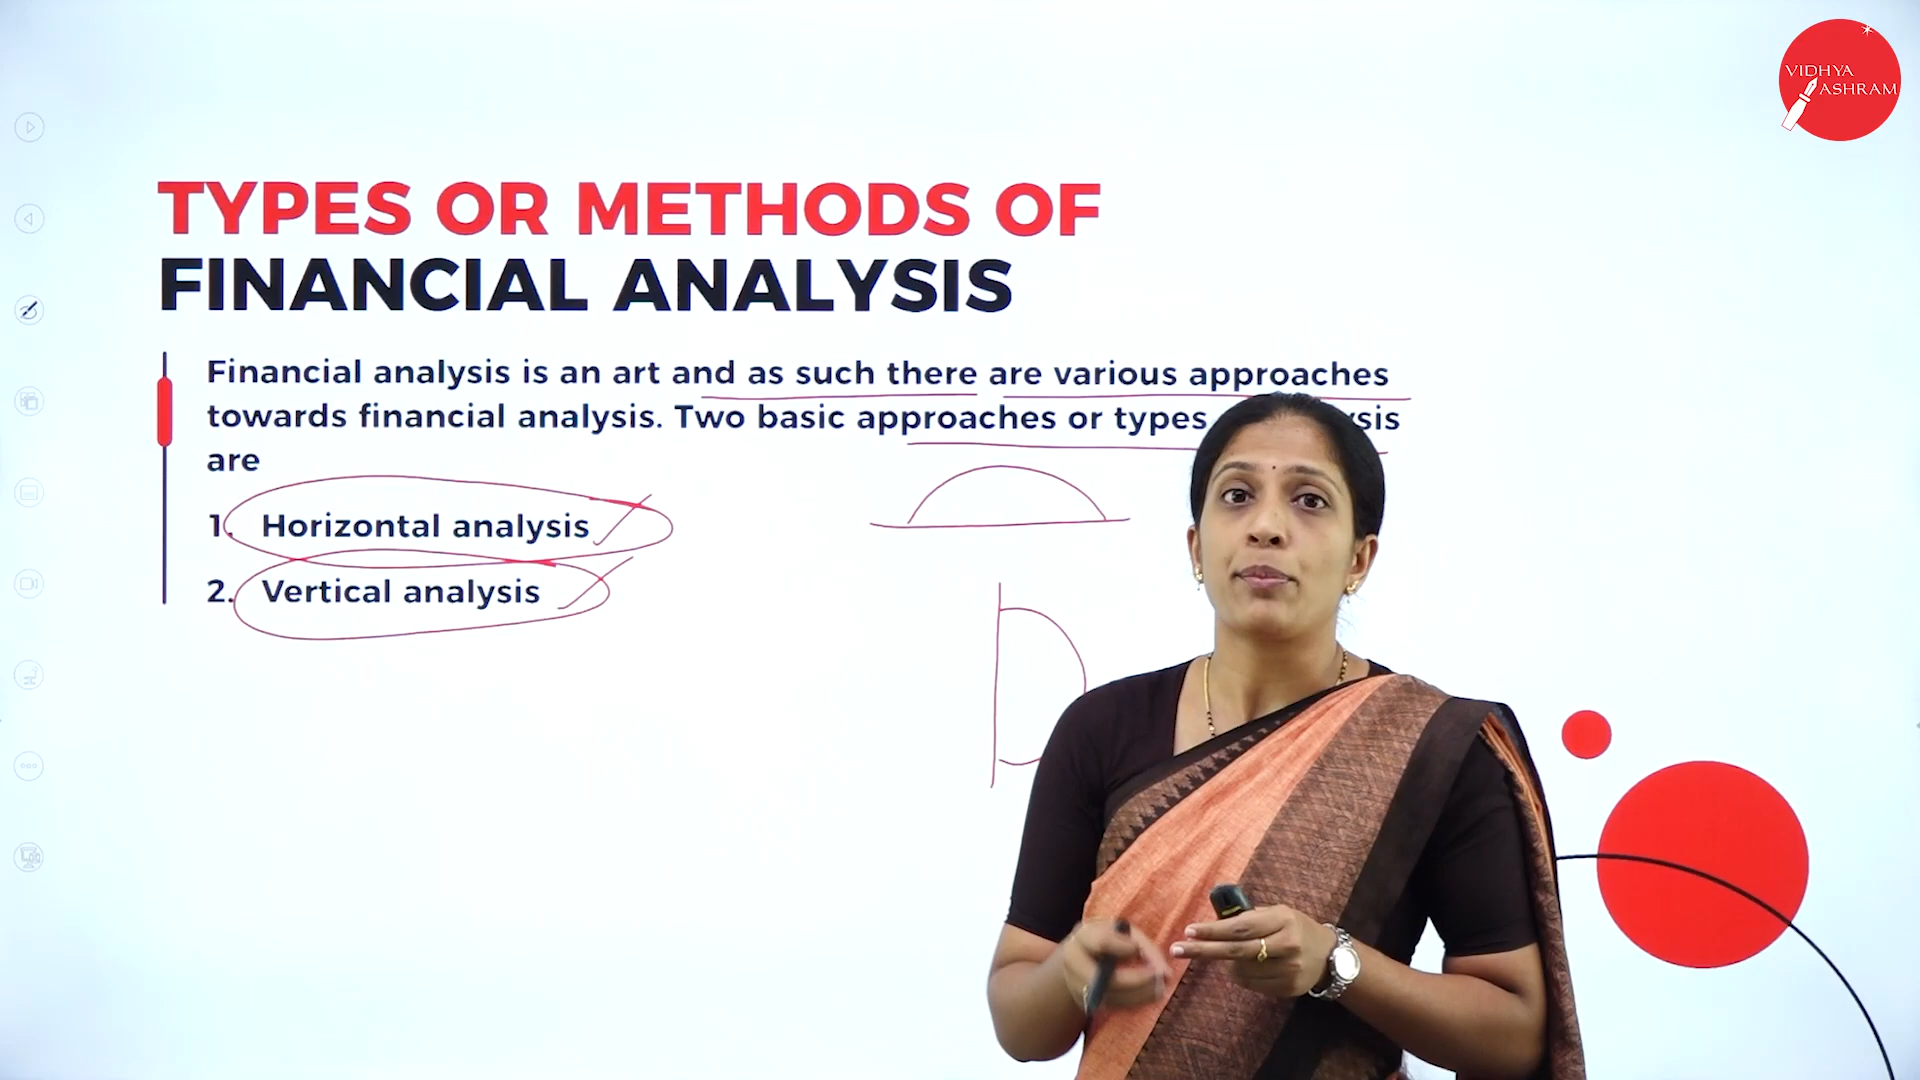 VIDHYA
ASHRAM
TYPES OR METHODS OF
FINANCIAL ANALYSIS
Financial analysis is an art and as such there are various approaches
towards financial analysis. Two basic approaches or types
are
1. Horizontal analysis
2. Vertical analysis